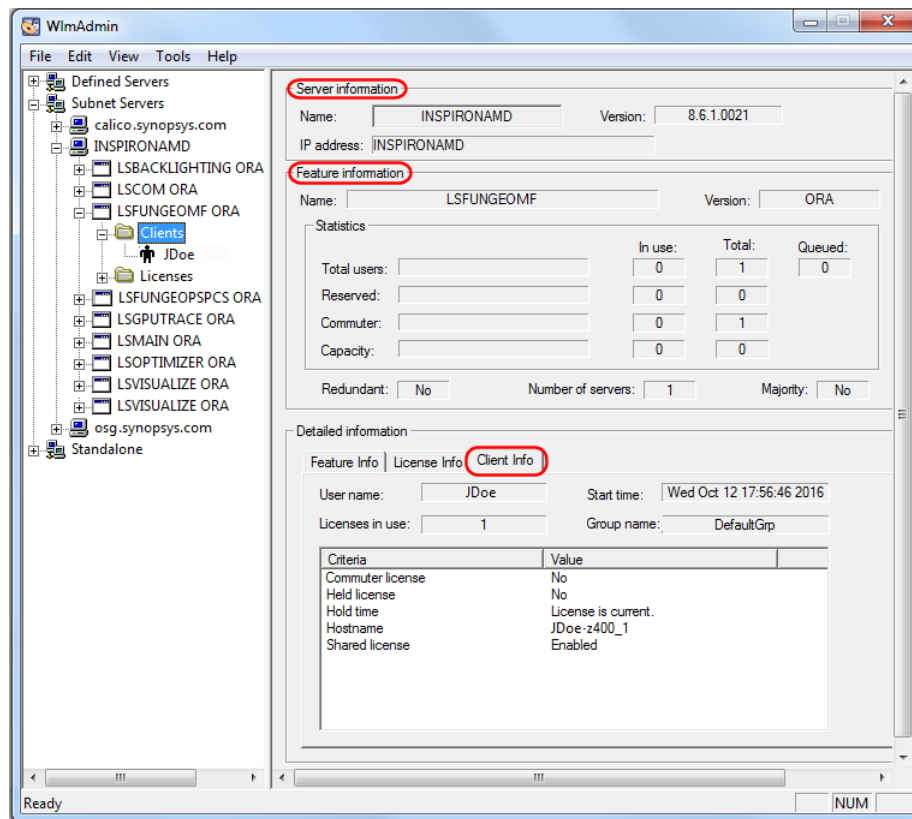 WlmAdmin
File Edit View Tools Help
Defined Servers
Subnet Servers
calico.synopsys.com
INSPIRONAMD
LSBACKLIGHTING ORA
LSCOM ORA
LSFUNGEOMF ORA
Clients
JDoe
Licenses
LSFUNGEOPSPCS ORA
LSGPUTRACE ORA
LSMAIN ORA
LSOPTIMIZER ORA
LSVISUALIZE ORA
LSVISUALIZE ORA
osg.synopsys.com
Standalone
Server information
Name: INSPIRONAMD Version: 8.6.1.0021
IP address: INSPIRONAMD
Feature information
Name: LSFUNGEOMF Version: ORA
Statistics
In use: Total: Queued:
Total users: 0 1 0
Reserved: 0 0
Commuter: 0 1
Capacity: 0 0
Redundant: No Number of servers: 1 Majority: No
Detailed information
Feature Info License Info Client Info
User name: JDoe Start time: Wed Oct 12 17:56:46 2016
Licenses in use: 1 Group name: DefaultGrp
Criteria Value
Commuter license No
Held license No
Hold time License is current.
Hostname JDoe-z400_1
Shared license Enabled
Ready NUM